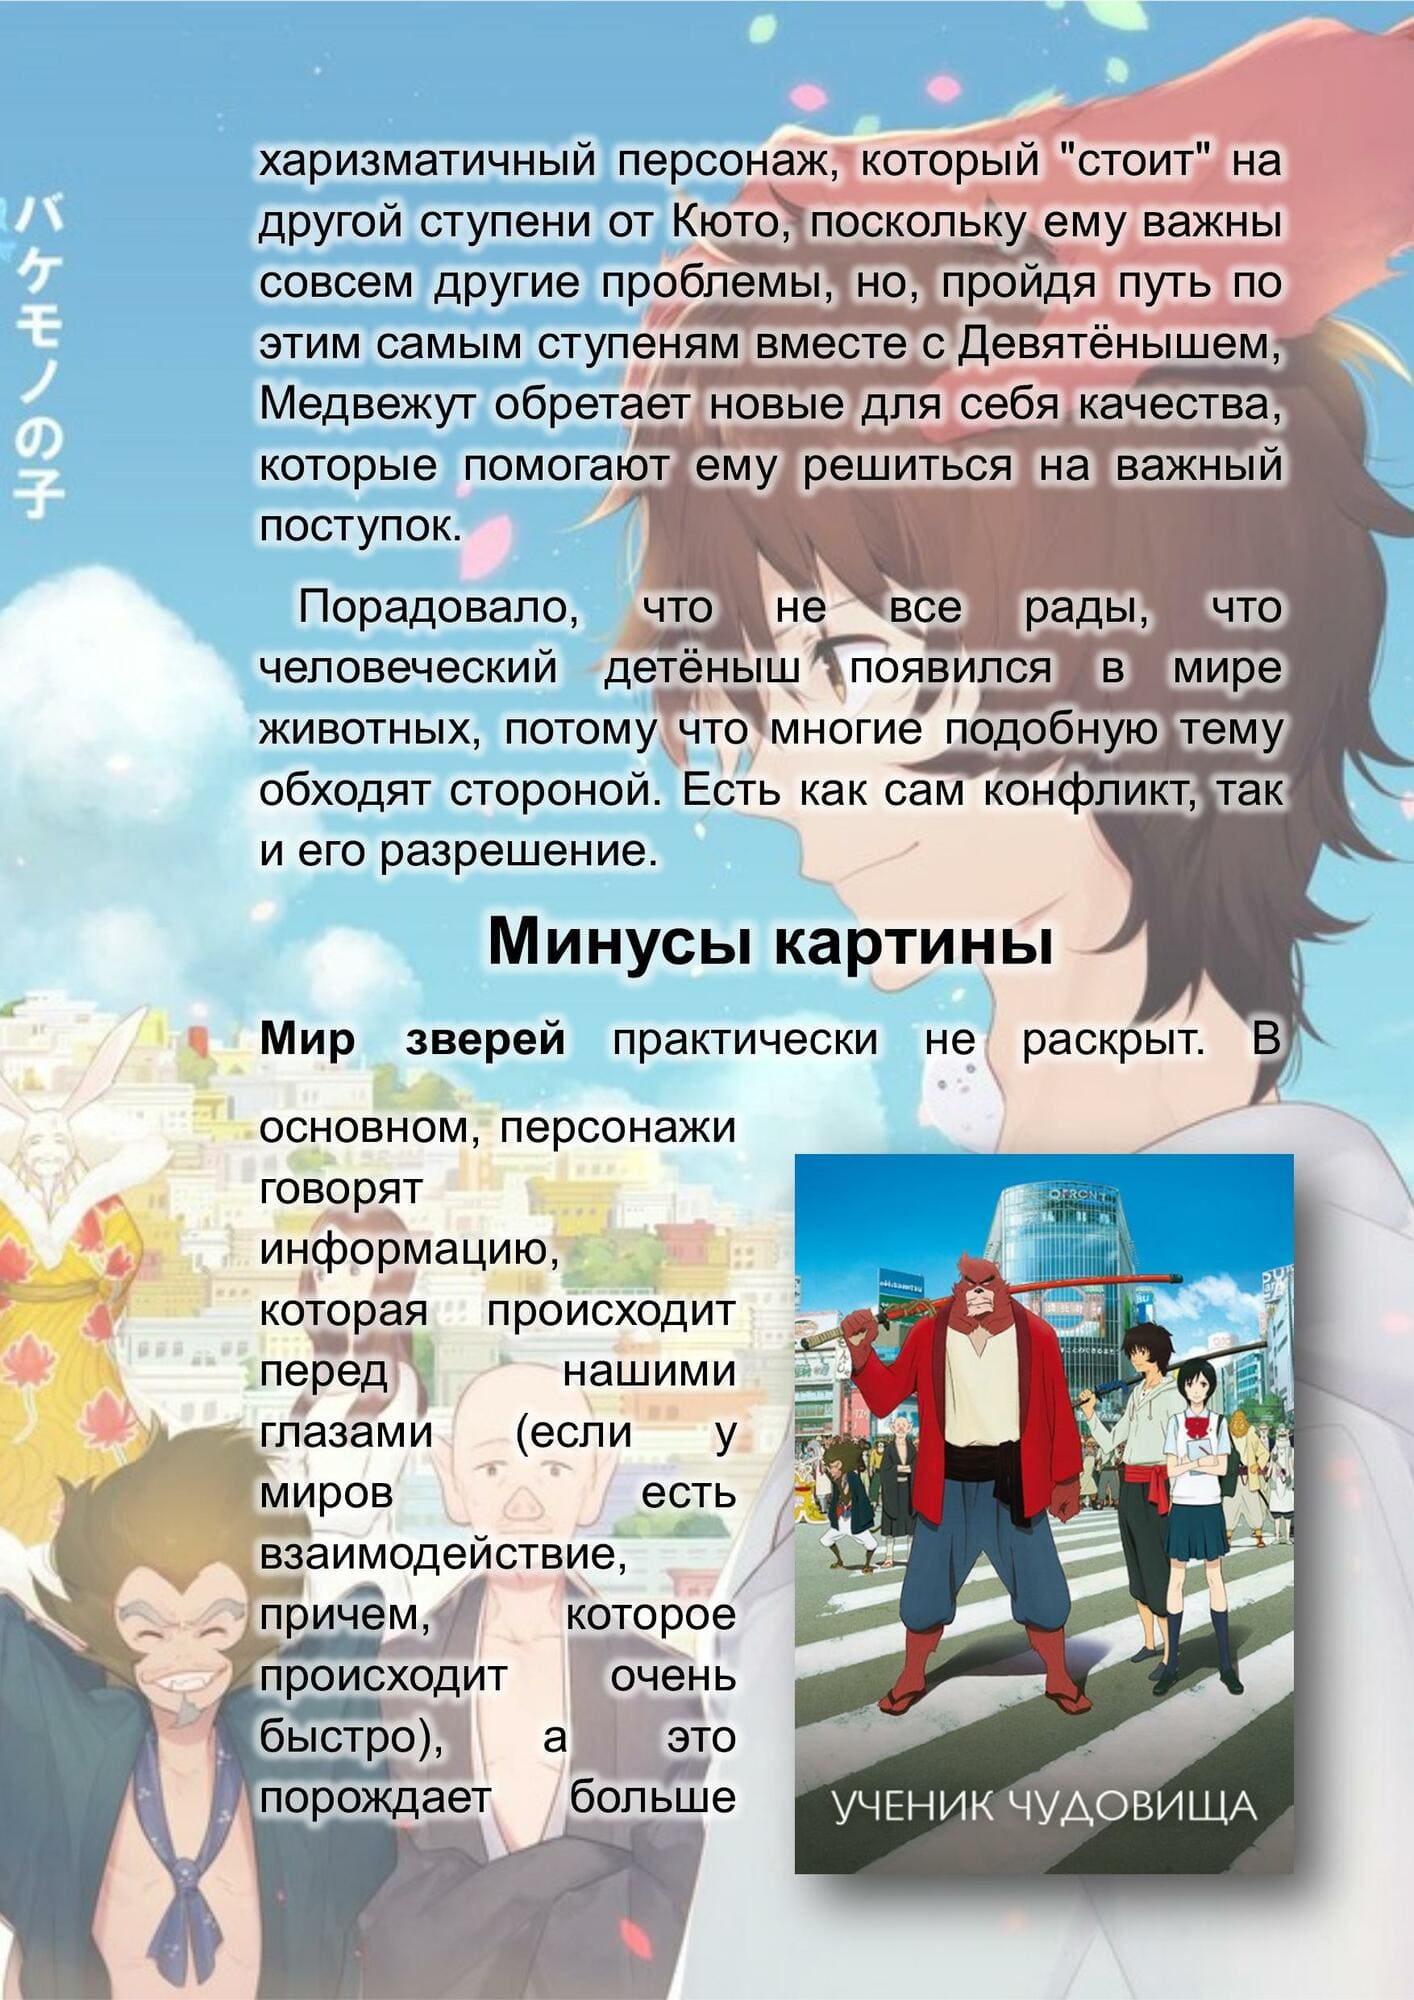 バケモノの子
харизматичный персонаж, который "стоит" на
другой ступени от Кюто, поскольку ему важны
совсем другие проблемы, но, пройдя путь по
этим самым ступеням вместе с Девятёнышем,
Медвежут обретает новые для себя качества,
которые помогают ему решиться на важный
поступок.
Порадовало, что не все рады, что
человеческий детёныш появился в мире
животных, потому что многие подобную тему
обходят стороной. Есть как сам конфликт, так
и его разрешение.
Минусы картины
Мир зверей практически не раскрыт. В
основном, персонажи
говорят
информацию,
которая происходит
перед нашими
глазами (если у
миров есть
взаимодействие,
причем, которое
происходит очень
быстро), а это
порождает больше
QFRONT
УЧЕНИК ЧУДОВИЩА